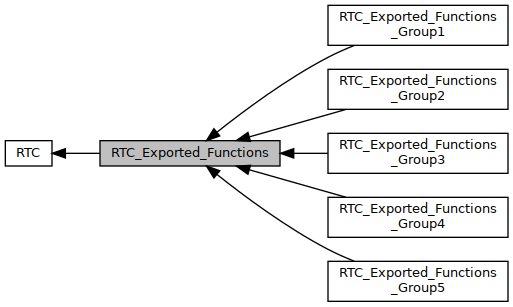 RTC_Exported_Functions
_Group1
RTC_Exported_Functions
_Group2
RTC
RTC_Exported_Functions
RTC_Exported_Functions
_Group3
RTC_Exported_Functions
_Group4
RTC_Exported_Functions
_Group5